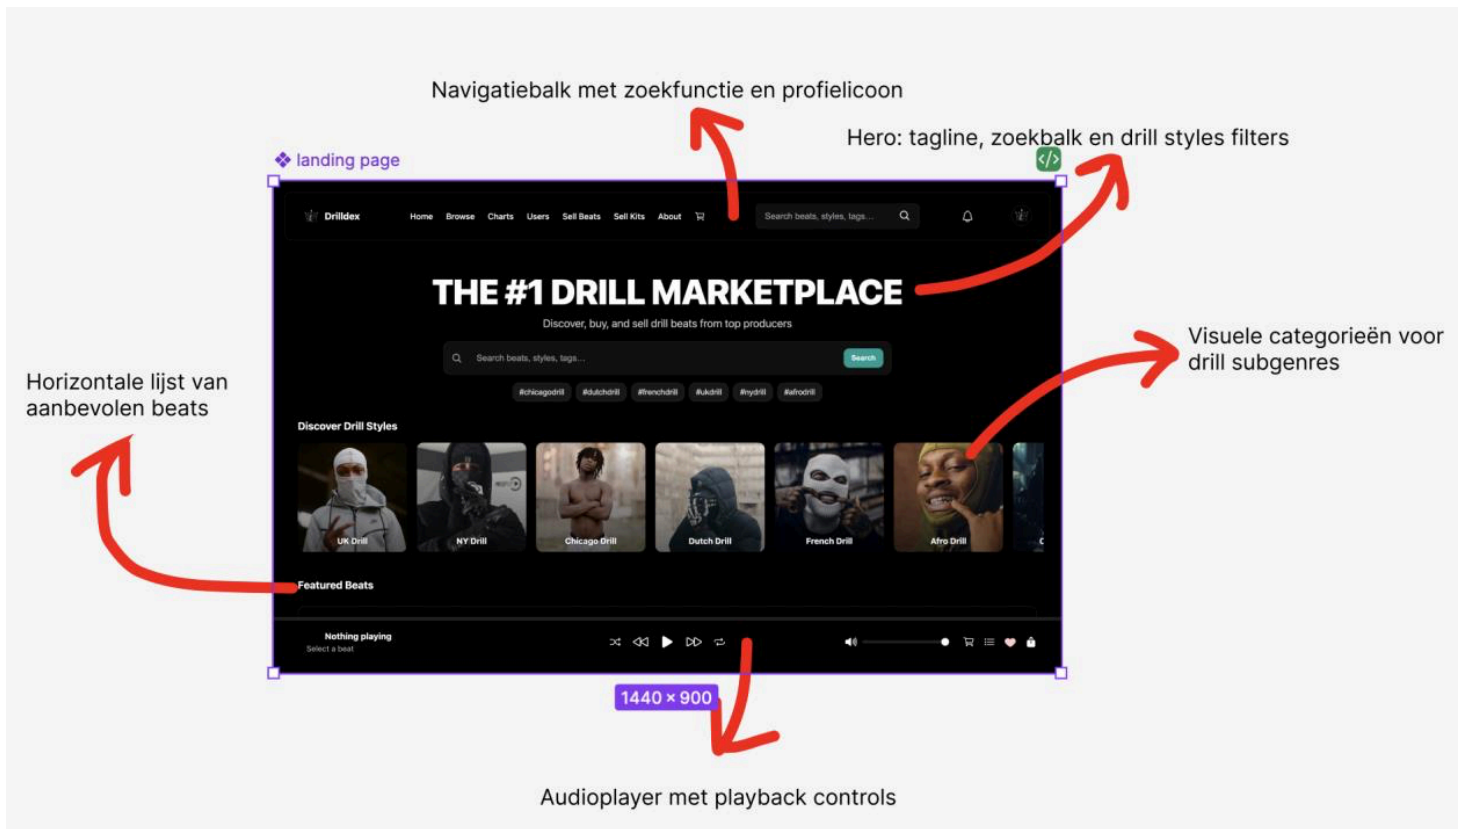 Navigatiebalk met zoekfunctie en profielicoon
Hero: tagline, zoekbalk en drill styles filters
landing page
</>
Drilldex Home Browse Charts Users Sell Beats Sell Kits About Search beats, styles, tags...
THE #1 DRILL MARKETPLACE
Discover, buy, and sell drill beats from top producers
Search beats, styles, tags... Search
#chicagodrill #dutchdrill #frenchdrill #ukdrill #nydrill #afrodrill
Visuele categorieën voor
drill subgenres
Horizontale lijst van
aanbevolen beats
Discover Drill Styles
UK Drill NY Drill Chicago Drill Dutch Drill French Drill Afro Drill
Featured Beats
Nothing playing
Select a beat
1440 × 900
Audioplayer met playback controls